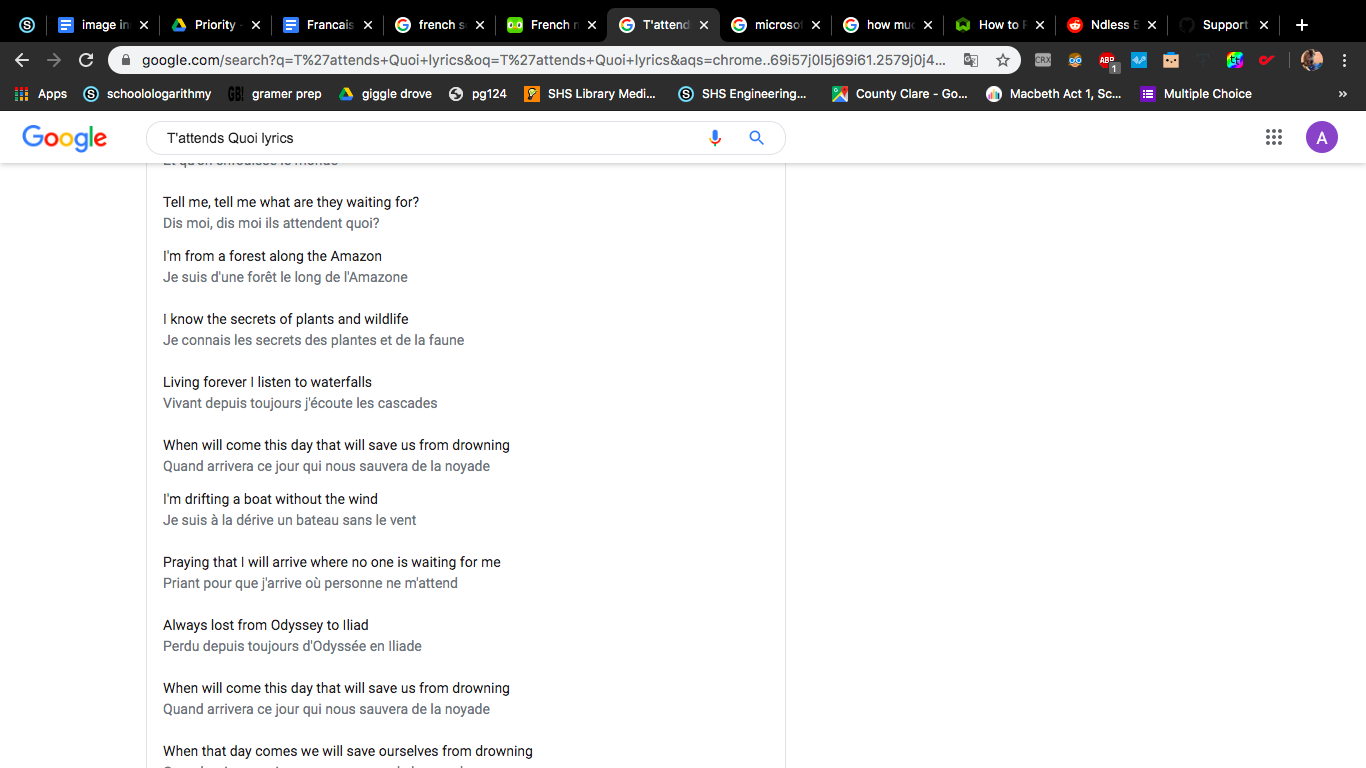 image in
Priority -
Francais
french s
French n
T'attend
microsof
how muc
How to F
Ndless 5
Support
google.com/search?q=T%27attends+Quoi+lyrics&oq=T%27attends+Quoi+lyrics&aqs=chrome..69i57j0l5j69i61.2579j0j4...
CRX
ABP
1
Apps
schoolologarithmy
GB!
gramer prep
giggle drove
pg124
SHS Library Medi...
SHS Engineering...
County Clare - Go...
Macbeth Act 1, Sc...
Multiple Choice
»
Google
T'attends Quoi lyrics
A
Tell me, tell me what are they waiting for?
Dis moi, dis moi ils attendent quoi?
I'm from a forest along the Amazon
Je suis d'une forêt le long de l'Amazone
I know the secrets of plants and wildlife
Je connais les secrets des plantes et de la faune
Living forever I listen to waterfalls
Vivant depuis toujours j'écoute les cascades
When will come this day that will save us from drowning
Quand arrivera ce jour qui nous sauvera de la noyade
I'm drifting a boat without the wind
Je suis à la dérive un bateau sans le vent
Praying that I will arrive where no one is waiting for me
Priant pour que j'arrive où personne ne m'attend
Always lost from Odyssey to Iliad
Perdu depuis toujours d'Odyssée en Iliade
When will come this day that will save us from drowning
Quand arrivera ce jour qui nous sauvera de la noyade
When that day comes we will save ourselves from drowning